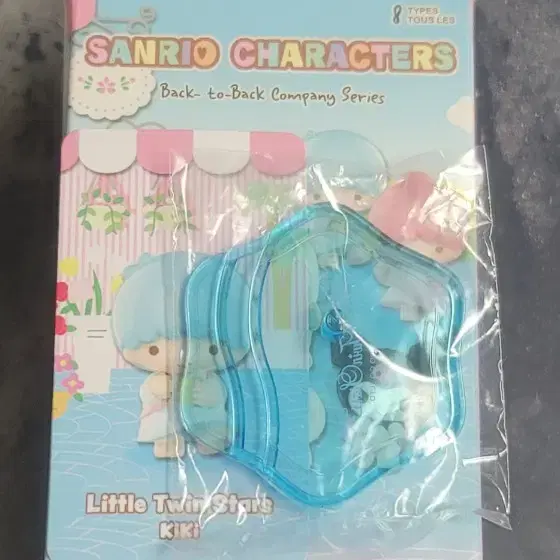 8 TYPES
TOUS LES
SANRIO CHARACTERS
Back-to-Back Company Series
Little Twin Stars
KiKi